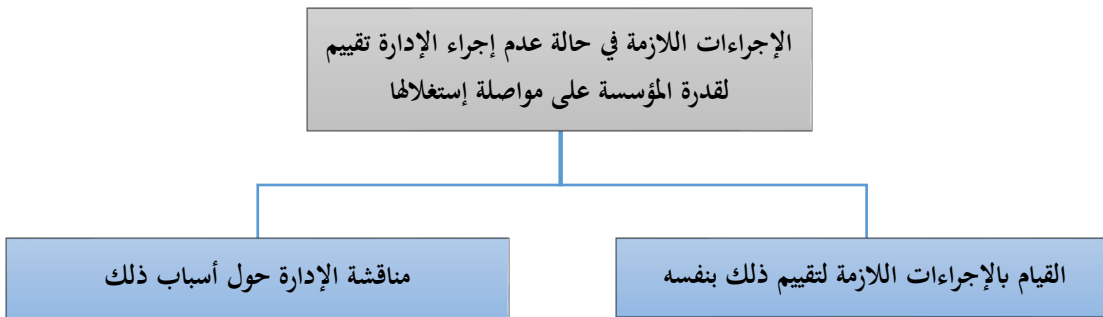 الإجراءات اللازمة في حالة عدم إجراء الإدارة تقييم
لقدرة المؤسسة على مواصلة إستغلالها
القيام بالإجراءات اللازمة لتقييم ذلك بنفسه
مناقشة الإدارة حول أسباب ذلك